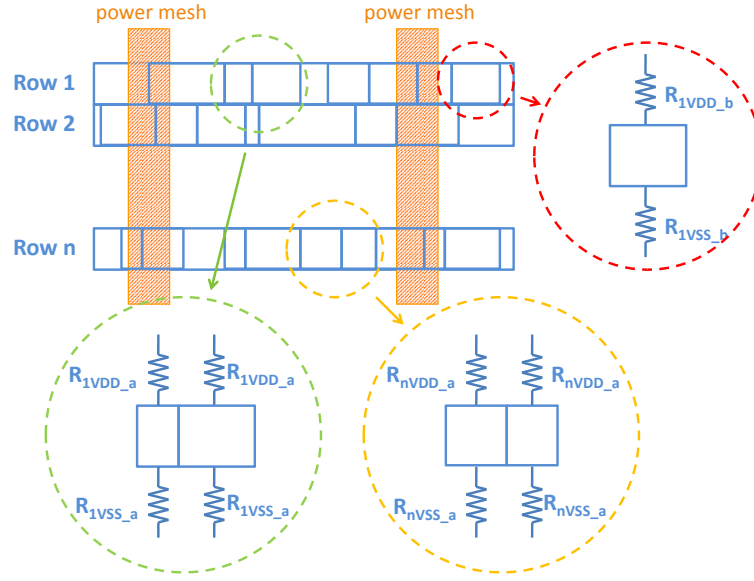 power mesh power mesh
Row 1
Row 2
R1VDD_b
R1VSS_b
Row n
R1VDD_a R1VDD_a
RnVDD_a RnVDD_a
R1VSS_a R1VSS_a
RnVSS_a RnVSS_a